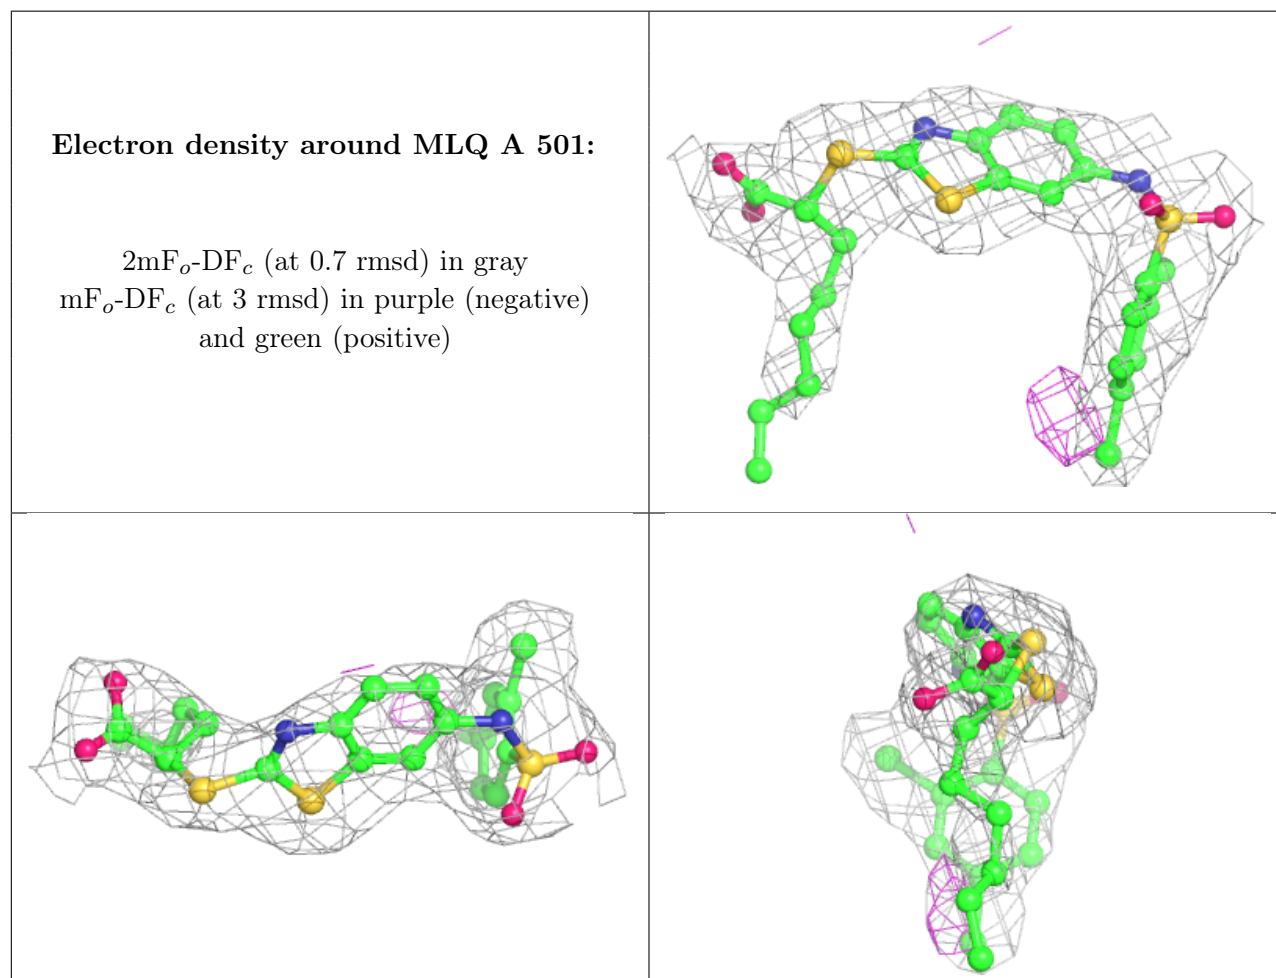 Electron density around MLQ A 501:
2mFo-DFc (at 0.7 rmsd) in gray
mFo-DFc (at 3 rmsd) in purple (negative)
and green (positive)